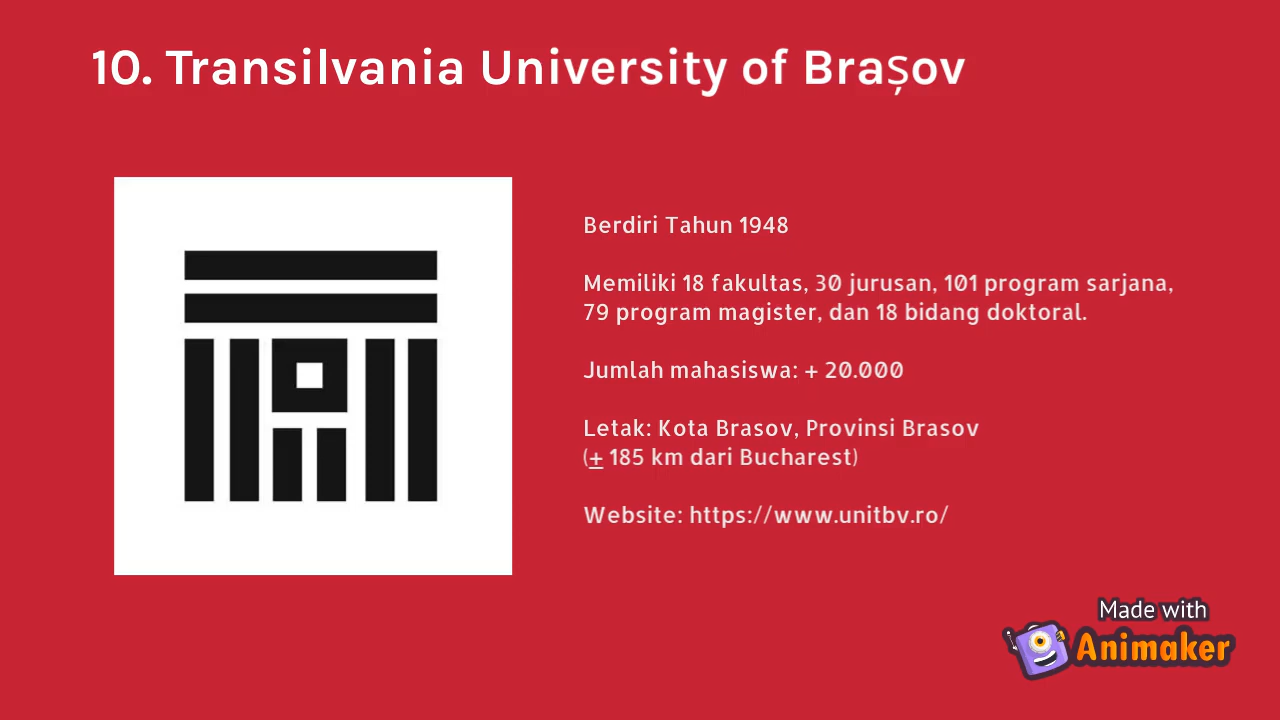 10. Transilvania University of Brașov
Berdiri Tahun 1948
Memiliki 18 fakultas, 30 jurusan, 101 program sarjana,
79 program magister, dan 18 bidang doktoral.
Jumlah mahasiswa: + 20.000
Letak: Kota Brasov, Provinsi Brasov
(± 185 km dari Bucharest)
Website: https://www.unitbv.ro/
Made with
Animaker